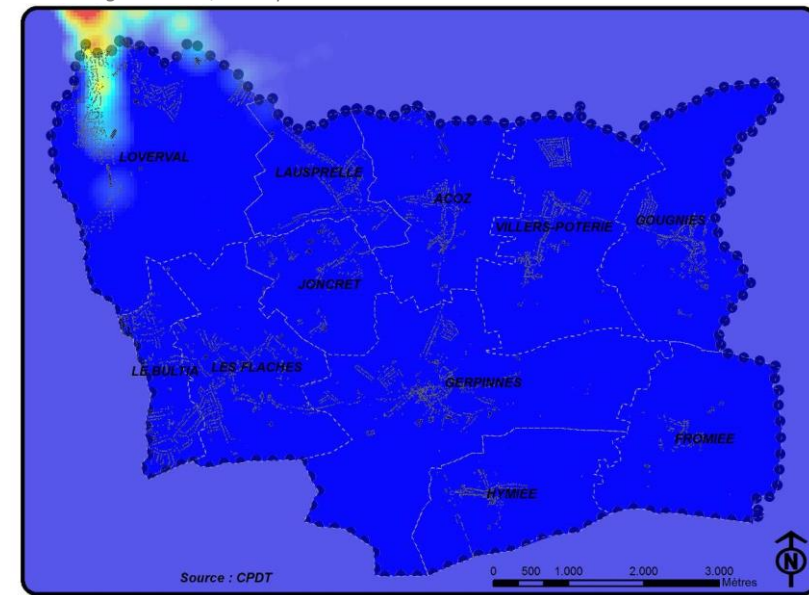 LOVERVAL
LAUSPRELLE
ACOZ
VILLERS-POTERIE
GOUGNIES
JONCRET
LE BULTIA
LES FLACHES
GERPINNES
FROMIEE
HYMIEE
Source : CPDT
0 500 1.000 2.000 3.000
Mètres
N